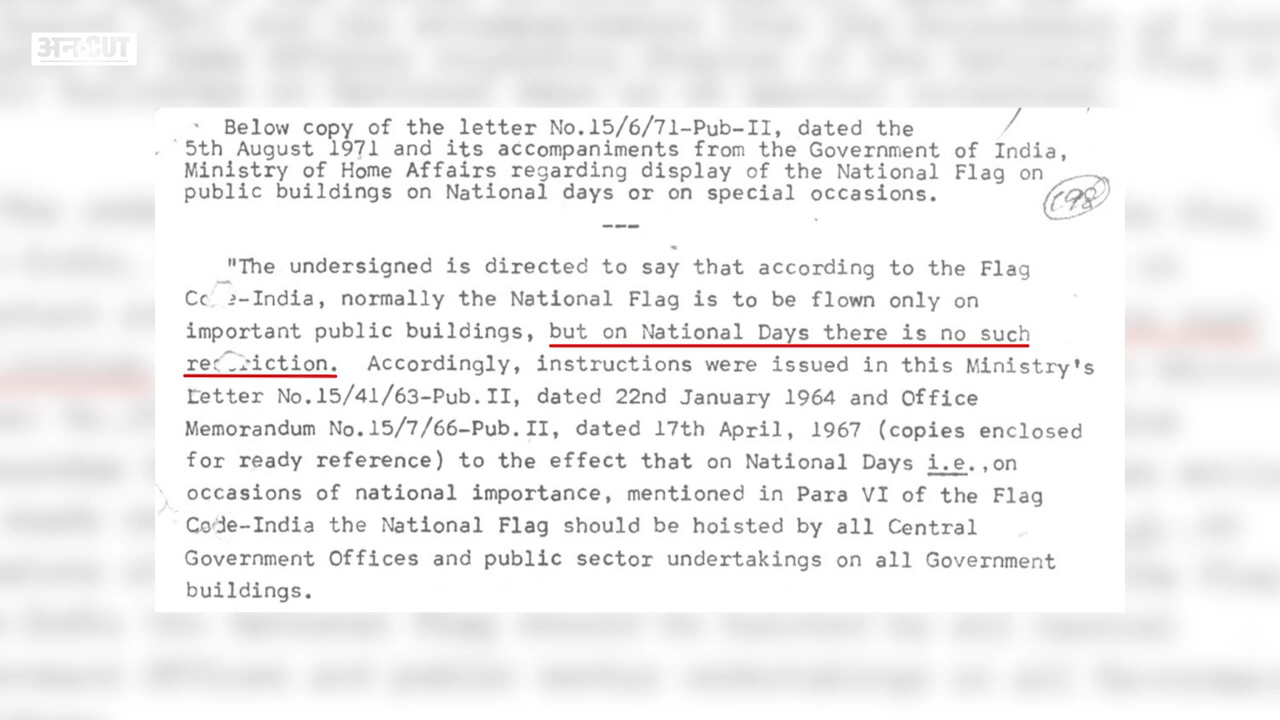 अनCUT
Below copy of the letter No.15/6/71-Pub-II, dated the
5th August 1971 and its accompaniments from the Government of India,
Ministry of Home Affairs regarding display of the National Flag on
public buildings on National days or on special occasions.
198
---
"The undersigned is directed to say that according to the Flag
Code-India, normally the National Flag is to be flown only on
important public buildings, but on National Days there is no such
restriction. Accordingly, instructions were issued in this Ministry's
Letter No.15/41/63-Pub.II, dated 22nd January 1964 and Office
Memorandum No.15/7/66-Pub.II, dated 17th April, 1967 (copies enclosed
for ready reference) to the effect that on National Days i.e.,on
occasions of national importance, mentioned in Para VI of the Flag
Code-India the National Flag should be hoisted by all Central
Government Offices and public sector undertakings on all Government
buildings.